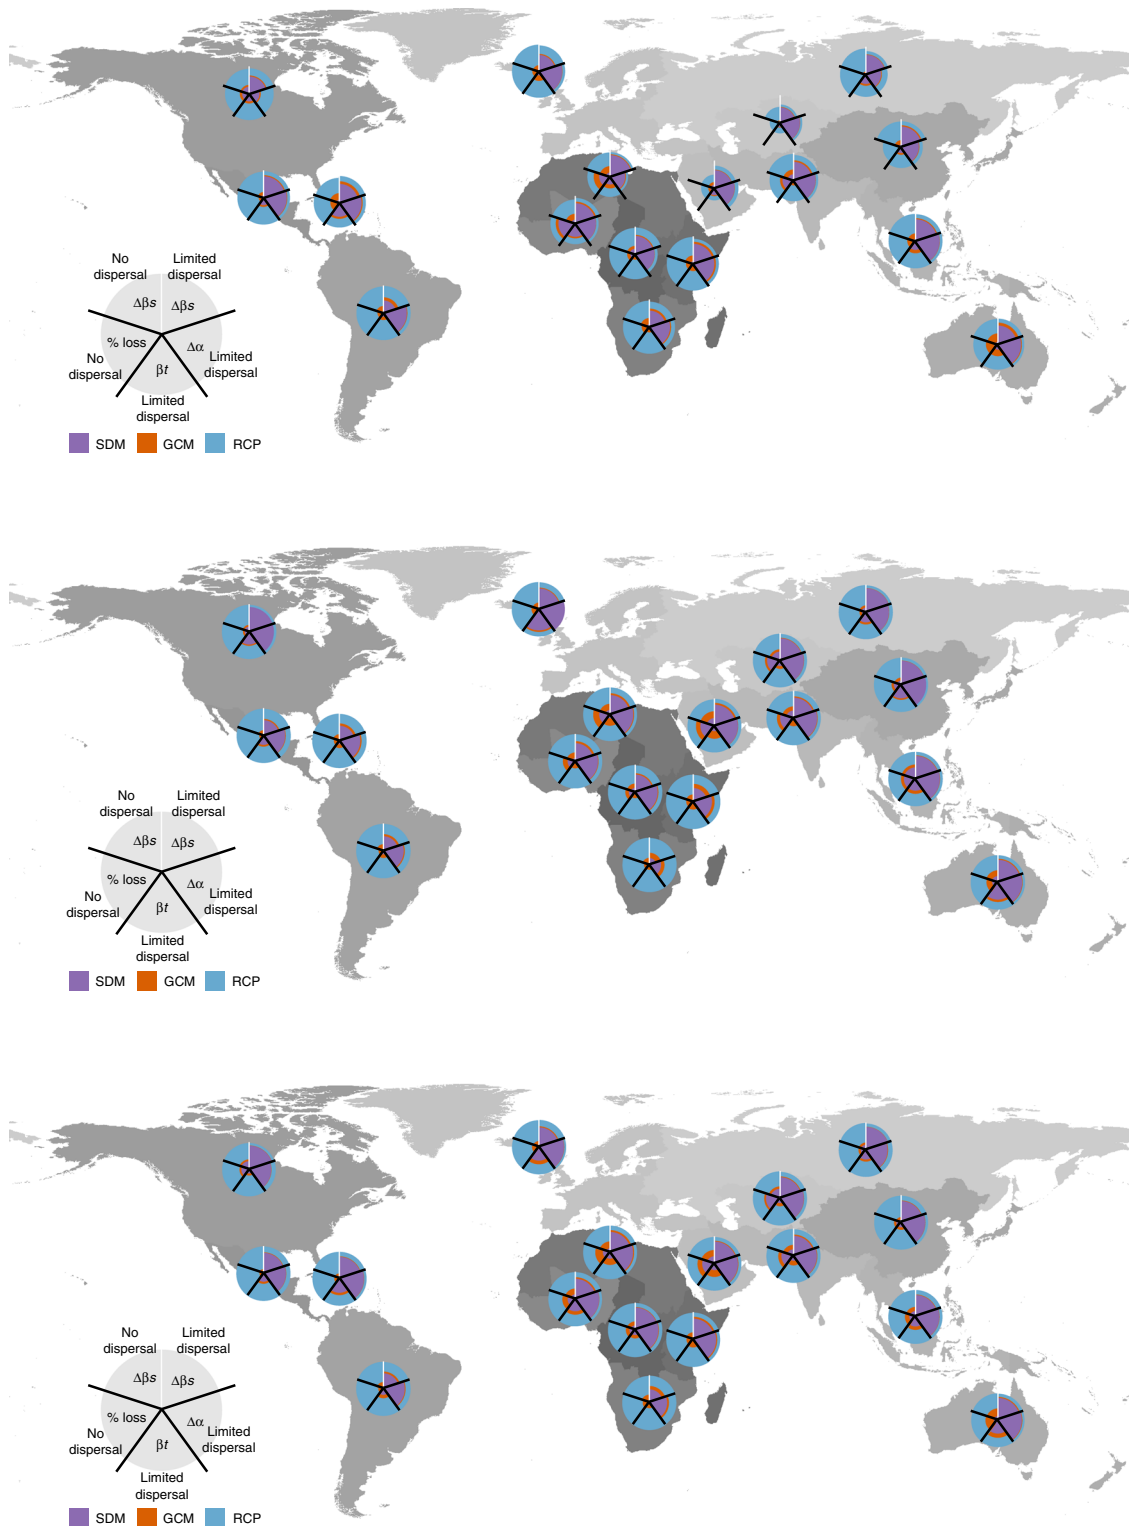 No
dispersal
Limited
dispersal
Δβs
Δβs
% loss
Δα
No
dispersal
βt
Limited
dispersal
Limited
dispersal
SDM
GCM
RCP
No
dispersal
Limited
dispersal
Δβs
Δβs
% loss
Δα
No
dispersal
βt
Limited
dispersal
Limited
dispersal
SDM
GCM
RCP
No
dispersal
Limited
dispersal
Δβs
Δβs
% loss
Δα
No
dispersal
βt
Limited
dispersal
Limited
dispersal
SDM
GCM
RCP